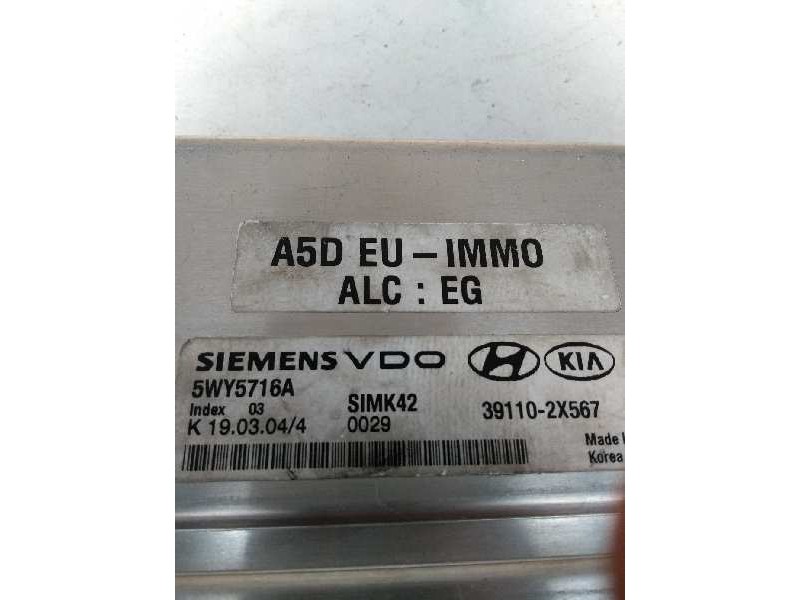 A5D EU – IMMO
ALC : EG
SIEMENS VDO KIA
5WY5716A
SIMK42
39110-2X567
Index 03
K 19.03.04/4
0029
Made
Korea